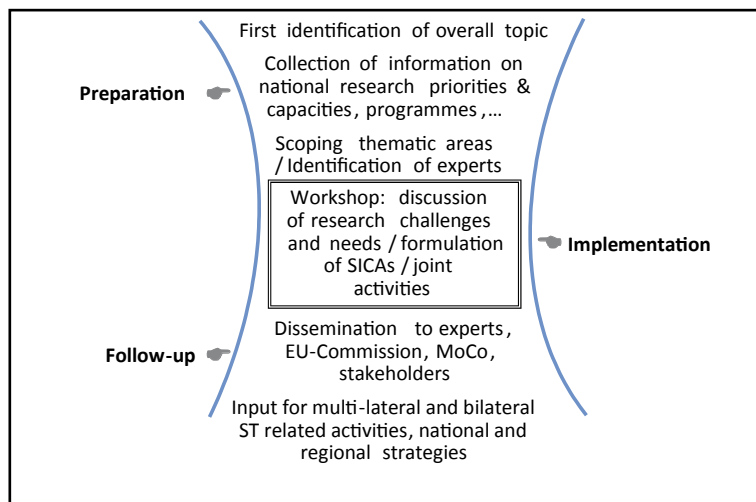 First identification of overall topic
Collection of information on
national research priorities &
capacities, programmes,...
Preparation
Scoping thematic areas
/ Identification of experts
Workshop: discussion
of research challenges
and needs / formulation
of SICAs / joint
activities
Implementation
Dissemination to experts,
EU-Commission, MoCo,
stakeholders
Follow-up
Input for multi-lateral and bilateral
ST related activities, national and
regional strategies